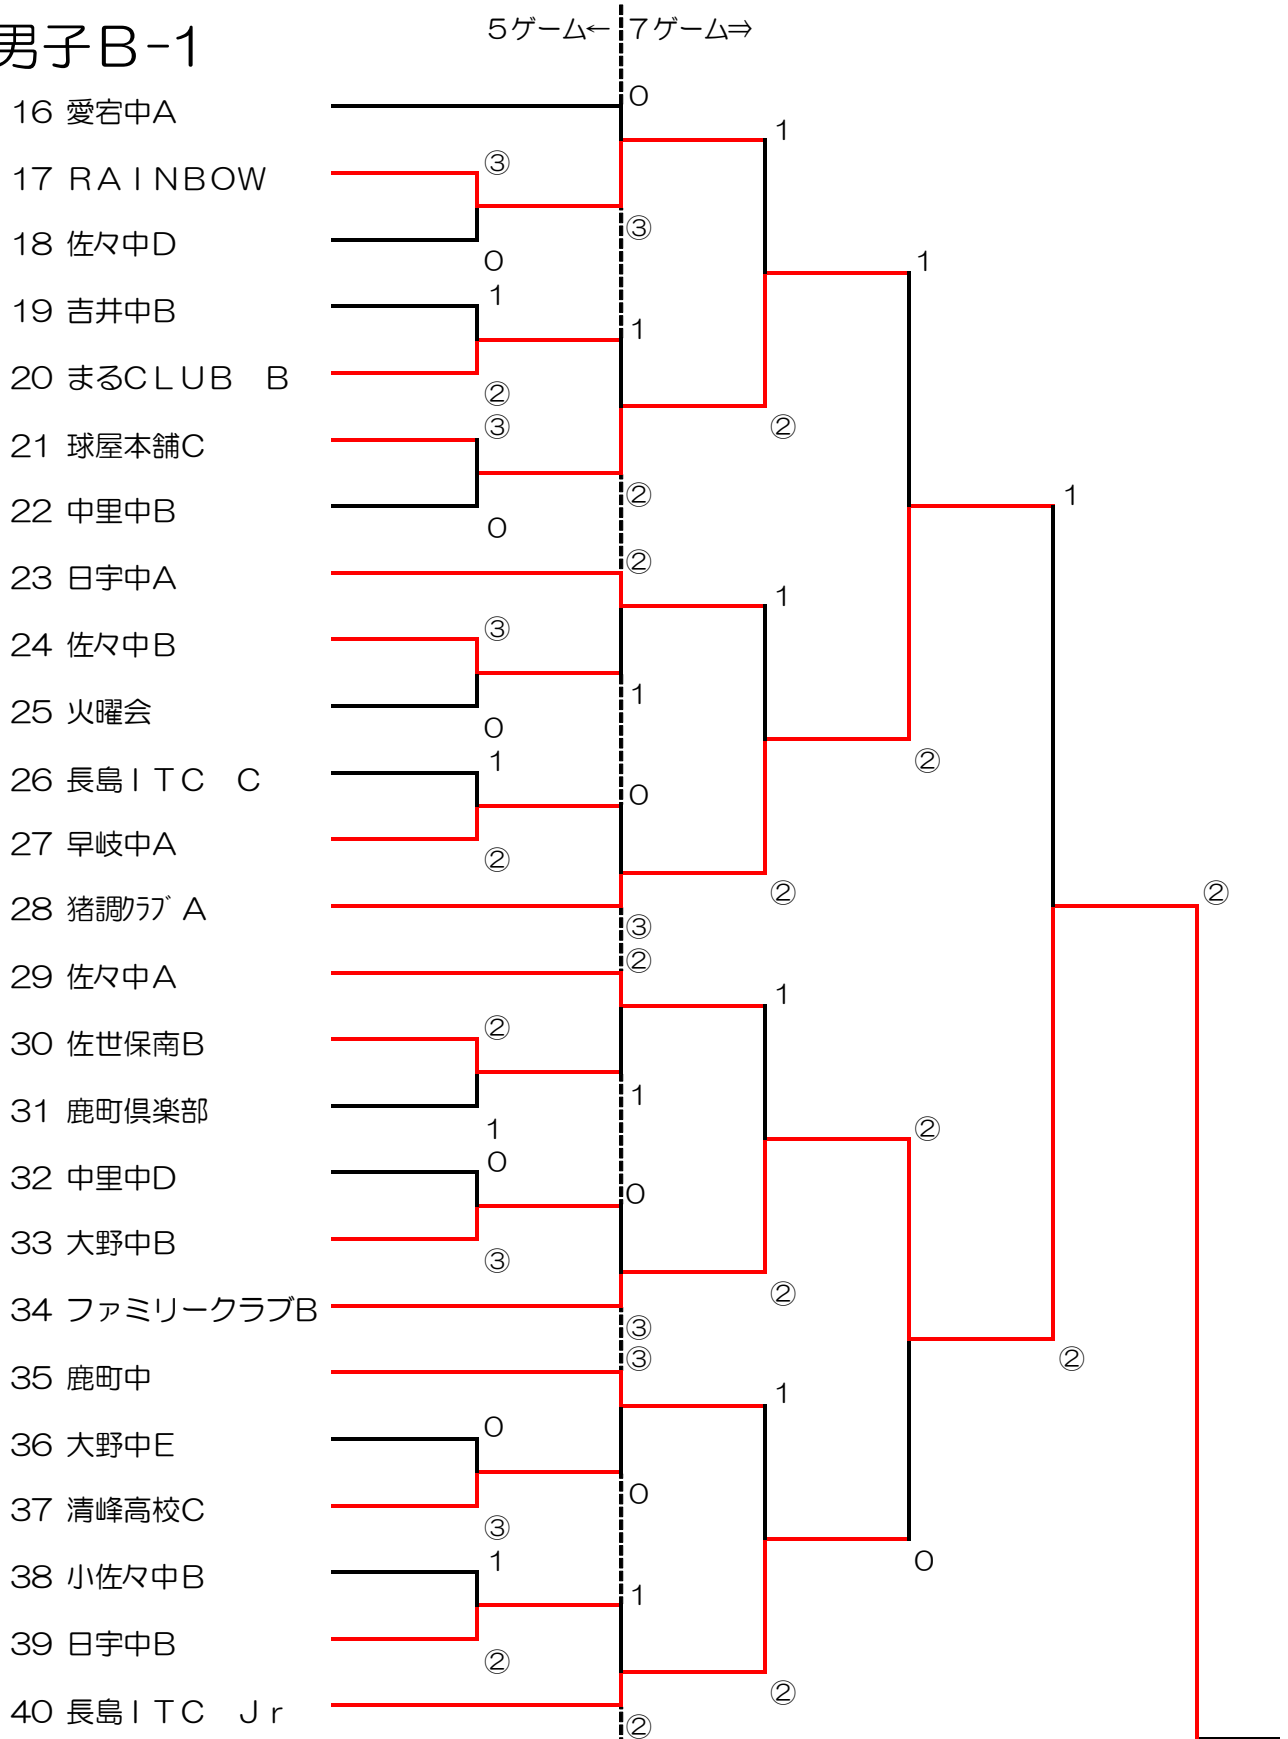 男子B-1
5ゲーム← 7ゲーム⇒
16 愛宕中A
0
1
17 RAINBOW
③
18 佐々中D
③
0
1
19 吉井中B
1
1
20 まるCLUB B
②
21 球屋本舗C
③
②
22 中里中B
②
1
0
23 日宇中A
②
1
24 佐々中B
③
25 火曜会
1
0
②
26 長島ITC C
1
0
27 早岐中A
②
28 猪調クラブA
②
②
③
29 佐々中A
②
1
30 佐世保南B
②
31 鹿町倶楽部
1
1
②
32 中里中D
0
0
33 大野中B
③
34 ファミリークラブB
②
③
35 鹿町中
③
②
1
36 大野中E
0
37 清峰高校C
0
③
38 小佐々中B
1
0
1
39 日宇中B
②
40 長島ITC Jr
②
②